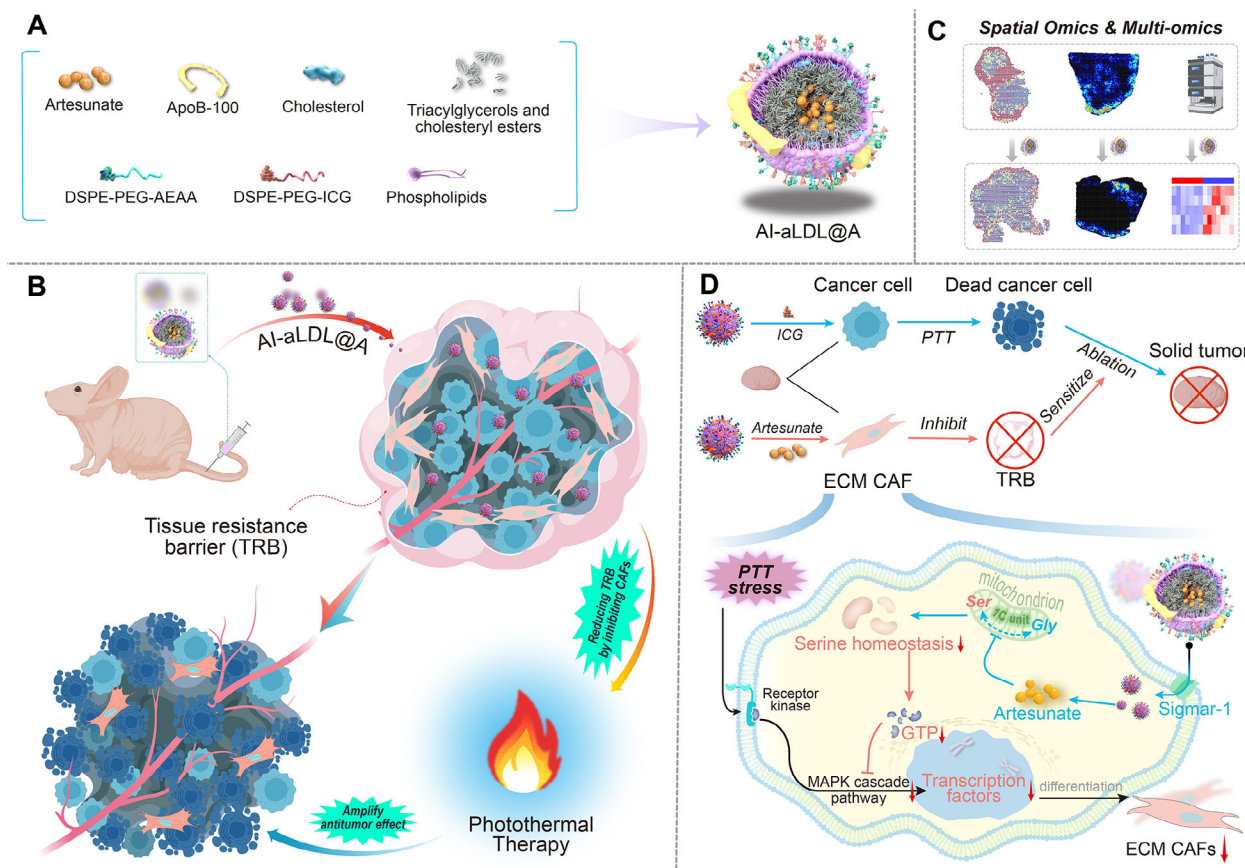 A
Artesunate
ApoB-100
Cholesterol
Triacylglycerols and
cholesteryl esters
DSPE-PEG-AEAA
DSPE-PEG-ICG
Phospholipids
AI-aLDL@A
C
Spatial Omics & Multi-omics
B
AI-aLDL@A
Tissue resistance
barrier (TRB)
Reducing TRB
by inhibiting CAFs
Amplify
antitumor effect
Photothermal
Therapy
D
Cancer cell
Dead cancer cell
ICG
PTT
Ablation
Solid tumor
Sensitize
Artesunate
Inhibit
ECM CAF
TRB
PTT
stress
mitochondrion
Ser
1C unit
Gly
Serine homeostasis
Receptor
kinase
GTP
Artesunate
Sigmar-1
MAPK cascade
pathway
Transcription
factors
differentiation
ECM CAFs